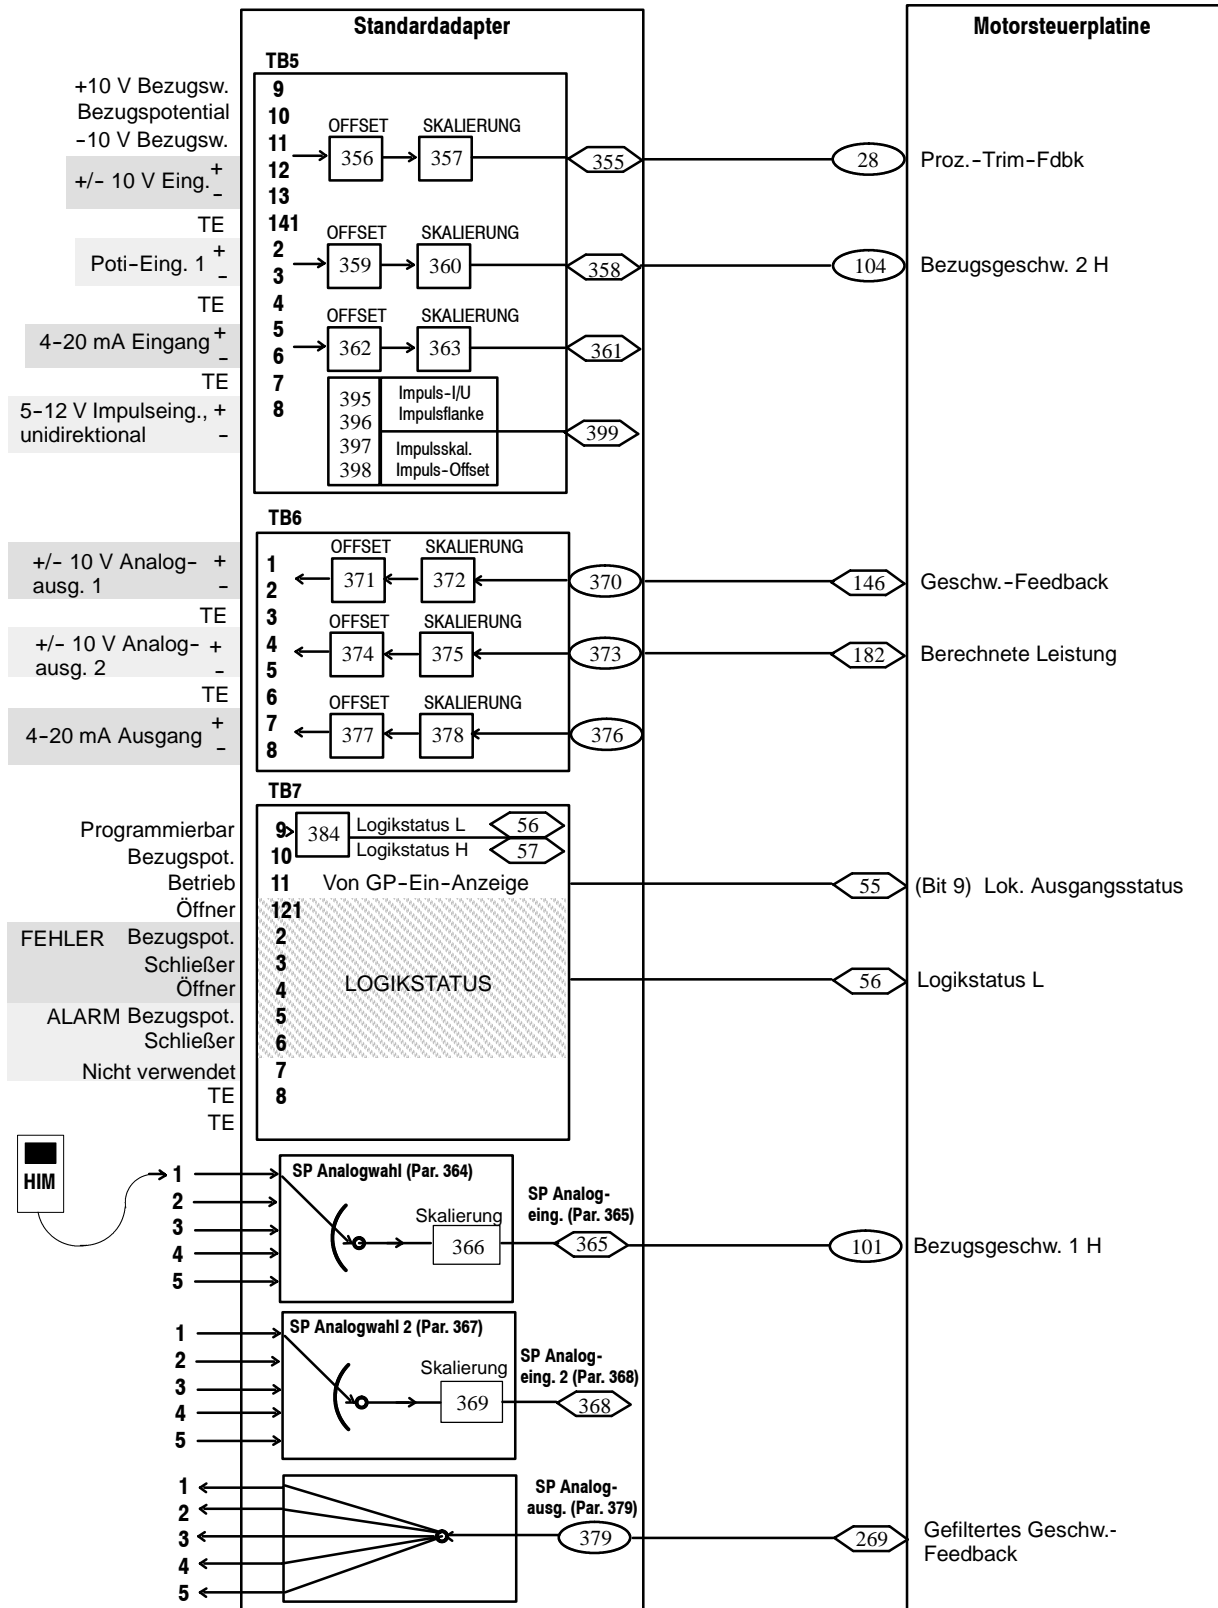 Standardadapter
Motorsteuerplatine
TB5
+10 V Bezugsw.
9
Bezugspotential
10
-10 V Bezugsw.
11
OFFSET
SKALIERUNG
356
357
355
28
Proz.-Trim-Fdbk
+/- 10 V Eing.
+
-
12
13
TE
141
OFFSET
SKALIERUNG
Poti-Eing. 1
+
-
2
3
359
360
358
104
Bezugsgeschw. 2 H
TE
4
OFFSET
SKALIERUNG
4-20 mA Eingang
+
-
5
6
362
363
361
TE
7
5-12 V Impulseing., +
unidirektional -
8
395
396
397
398
Impuls-I/U
Impulsflanke
Impulsskal.
Impuls-Offset
399
TB6
OFFSET
SKALIERUNG
+/- 10 V Analog- +
ausg. 1 -
1
2
371
372
370
146
Geschw.-Feedback
TE
3
OFFSET
SKALIERUNG
+/- 10 V Analog- +
ausg. 2 -
4
5
374
375
373
182
Berechnete Leistung
TE
6
OFFSET
SKALIERUNG
4-20 mA Ausgang
+
-
7
8
377
378
376
TB7
Programmierbar
9
384
Logikstatus L
56
Bezugspot.
10
Logikstatus H
57
Betrieb
11
Von GP-Ein-Anzeige
55
(Bit 9) Lok. Ausgangsstatus
Öffner
121
FEHLER Bezugspot.
2
Schließer
3
Öffner
4
LOGIKSTATUS
56
Logikstatus L
ALARM Bezugspot.
5
Schließer
6
Nicht verwendet
7
TE
8
TE
HIM
1
2
3
4
5
SP Analogwahl (Par. 364)
Skalierung
366
SP Analog-
eing. (Par. 365)
365
101
Bezugsgeschw. 1 H
1
2
3
4
5
SP Analogwahl 2 (Par. 367)
Skalierung
369
SP Analog-
eing. 2 (Par. 368)
368
1
2
3
4
5
SP Analog-
ausg. (Par. 379)
379
269
Gefiltertes Geschw.-
Feedback